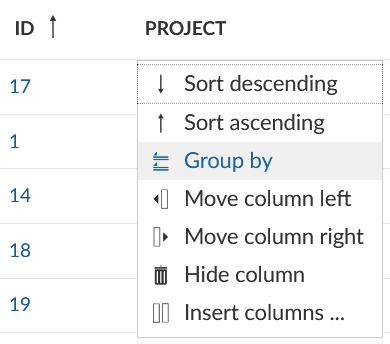 ID PROJECT
17
1
14
18
19
Sort descending
Sort ascending
Group by
Move column left
Move column right
Hide column
Insert columns ...